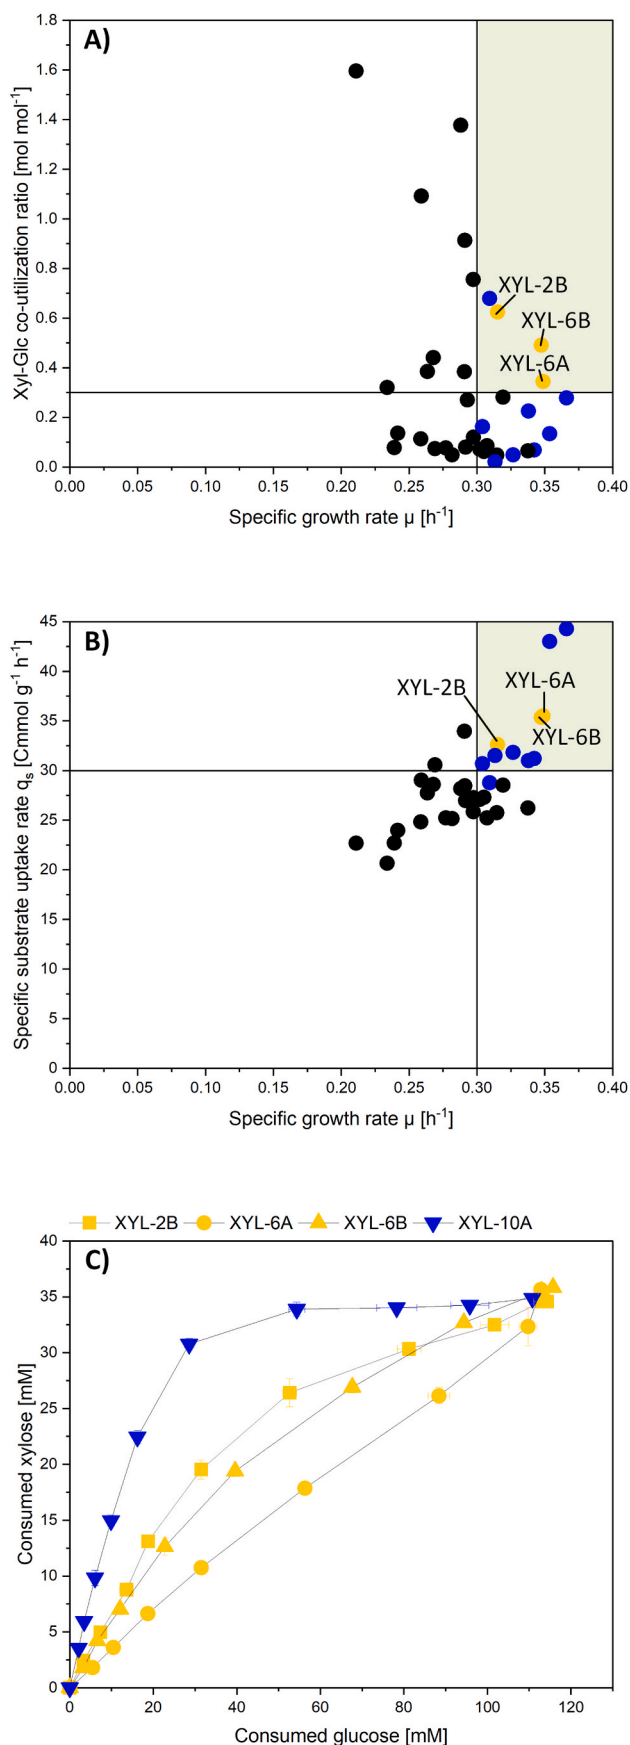 A)
Xyl-Glc co-utilization ratio [mol mol⁻¹]
1.8
1.6
1.4
1.2
1.0
0.8
0.6
0.4
0.2
0.0
XYL-2B
XYL-6B
XYL-6A
0.00 0.05 0.10 0.15 0.20 0.25 0.30 0.35 0.40
Specific growth rate µ [h⁻¹]
B)
Specific substrate uptake rate qₛ [Cmmol g⁻¹ h⁻¹]
45
40
35
30
25
20
15
10
5
0
XYL-2B
XYL-6A
XYL-6B
0.00 0.05 0.10 0.15 0.20 0.25 0.30 0.35 0.40
Specific growth rate µ [h⁻¹]
XYL-2B XYL-6A XYL-6B XYL-10A
C)
Consumed xylose [mM]
40
35
30
25
20
15
10
5
0
0 20 40 60 80 100 120
Consumed glucose [mM]